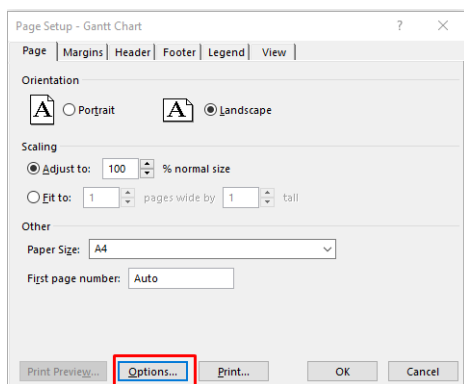 Page Setup - Gantt Chart ? ×
Page Margins Header Footer Legend View
Orientation
A Portrait A Landscape
Scaling
Adjust to: 100 % normal size
Fit to: 1 pages wide by 1 tall
Other
Paper Size: A4
First page number: Auto
Print Preview... Options... Print... OK Cancel